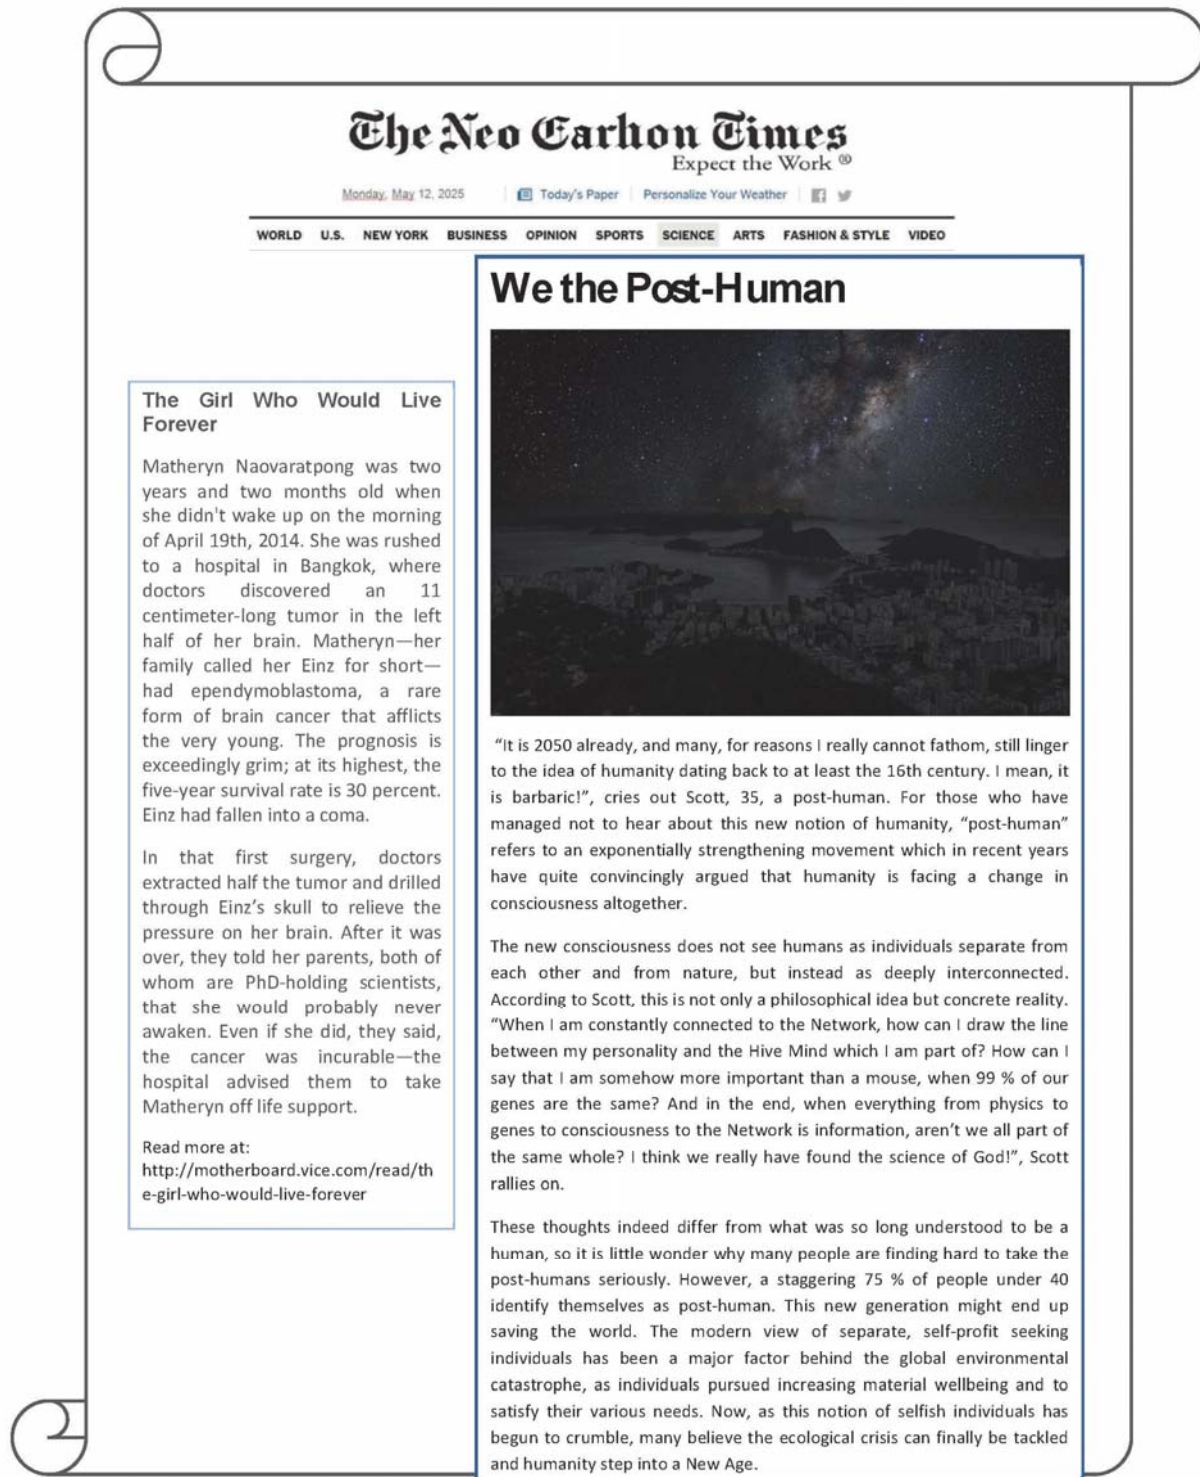 The Neo Carbon Times
Expect the Work ®
Monday, May 12, 2025 Today's Paper Personalize Your Weather
WORLD U.S. NEW YORK BUSINESS OPINION SPORTS SCIENCE ARTS FASHION & STYLE VIDEO
The Girl Who Would Live
Forever
Matheryn Naovaratpong was two
years and two months old when
she didn't wake up on the morning
of April 19th, 2014. She was rushed
to a hospital in Bangkok, where
doctors discovered an 11
centimeter-long tumor in the left
half of her brain. Matheryn—her
family called her Einz for short—
had ependymoblastoma, a rare
form of brain cancer that afflicts
the very young. The prognosis is
exceedingly grim; at its highest, the
five-year survival rate is 30 percent.
Einz had fallen into a coma.
In that first surgery, doctors
extracted half the tumor and drilled
through Einz's skull to relieve the
pressure on her brain. After it was
over, they told her parents, both of
whom are PhD-holding scientists,
that she would probably never
awaken. Even if she did, they said,
the cancer was incurable—the
hospital advised them to take
Matheryn off life support.
Read more at:
http://motherboard.vice.com/read/th
e-girl-who-would-live-forever
We the Post-Human
“It is 2050 already, and many, for reasons I really cannot fathom, still linger
to the idea of humanity dating back to at least the 16th century. I mean, it
is barbaric!”, cries out Scott, 35, a post-human. For those who have
managed not to hear about this new notion of humanity, “post-human”
refers to an exponentially strengthening movement which in recent years
have quite convincingly argued that humanity is facing a change in
consciousness altogether.
The new consciousness does not see humans as individuals separate from
each other and from nature, but instead as deeply interconnected.
According to Scott, this is not only a philosophical idea but concrete reality.
“When I am constantly connected to the Network, how can I draw the line
between my personality and the Hive Mind which I am part of? How can I
say that I am somehow more important than a mouse, when 99 % of our
genes are the same? And in the end, when everything from physics to
genes to consciousness to the Network is information, aren’t we all part of
the same whole? I think we really have found the science of God!”, Scott
rallies on.
These thoughts indeed differ from what was so long understood to be a
human, so it is little wonder why many people are finding hard to take the
post-humans seriously. However, a staggering 75 % of people under 40
identify themselves as post-human. This new generation might end up
saving the world. The modern view of separate, self-profit seeking
individuals has been a major factor behind the global environmental
catastrophe, as individuals pursued increasing material wellbeing and to
satisfy their various needs. Now, as this notion of selfish individuals has
begun to crumble, many believe the ecological crisis can finally be tackled
and humanity step into a New Age.